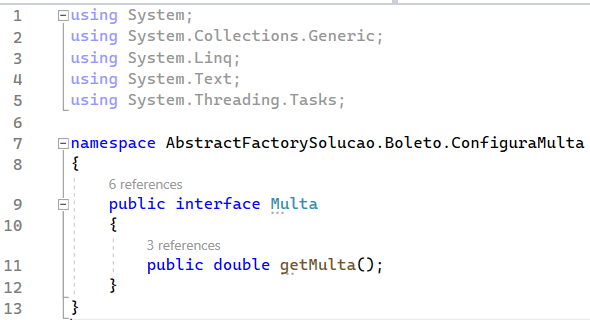 1 using System;
2 using System.Collections.Generic;
3 using System.Linq;
4 using System.Text;
5 using System.Threading.Tasks;
6
7 namespace AbstractFactorySolucao.Boleto.ConfiguraMulta
8 {
6 references
9 public interface Multa
10 {
3 references
11 public double getMulta();
12 }
13 }